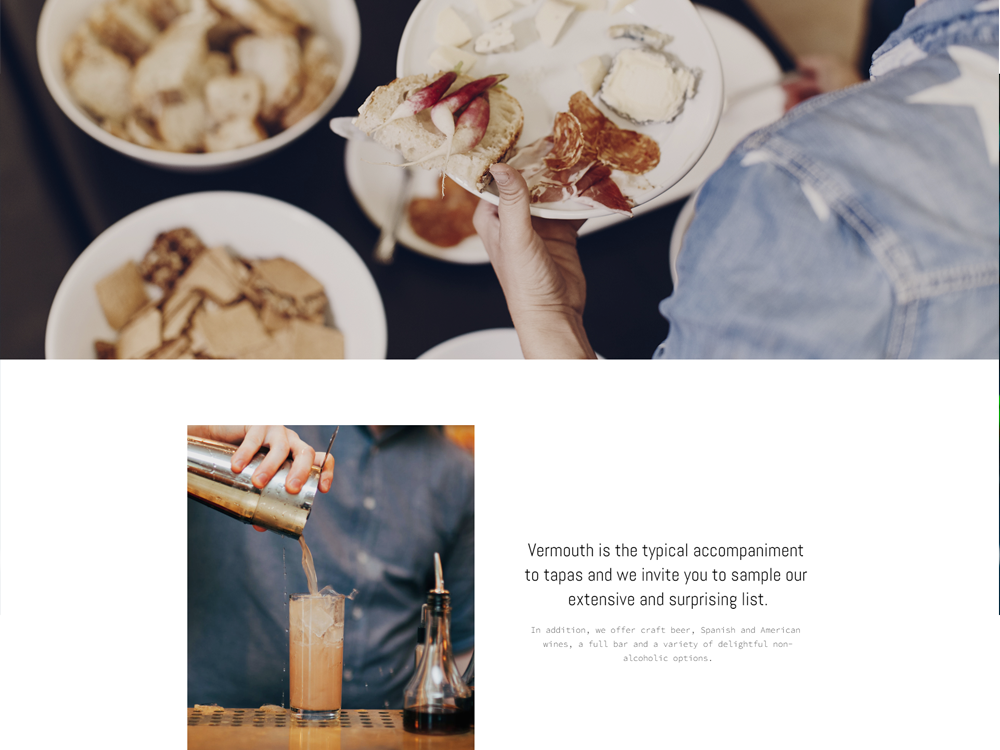 Vermouth is the typical accompaniment
to tapas and we invite you to sample our
extensive and surprising list.
In addition, we offer craft beer, Spanish and American
wines, a full bar and a variety of delightful non-
alcoholic options.